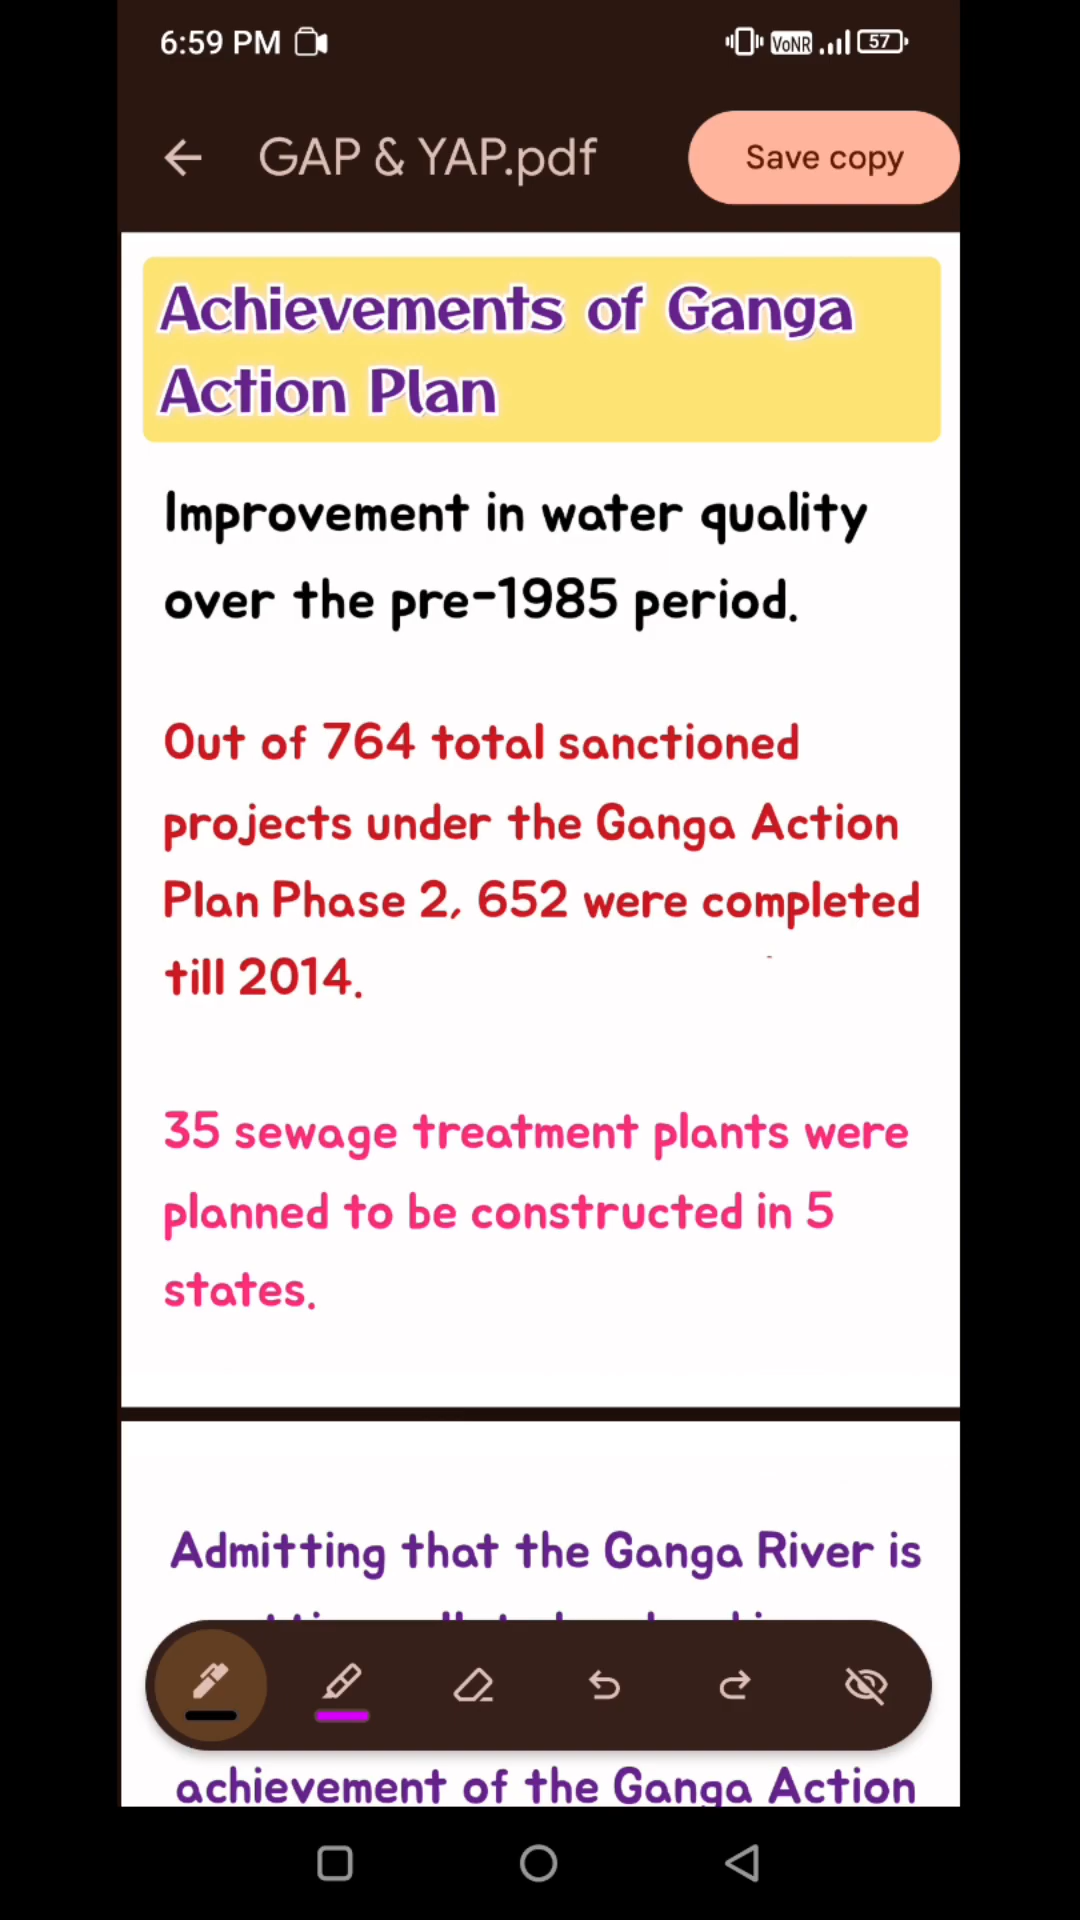 6:59 PM
VoNR 57
GAP & YAP.pdf
Save copy
Achievements of Ganga
Action Plan
Improvement in water quality
over the pre-1985 period.
Out of 764 total sanctioned
projects under the Ganga Action
Plan Phase 2, 652 were completed
till 2014.
35 sewage treatment plants were
planned to be constructed in 5
states.
Admitting that the Ganga River is
achievement of the Ganga Action